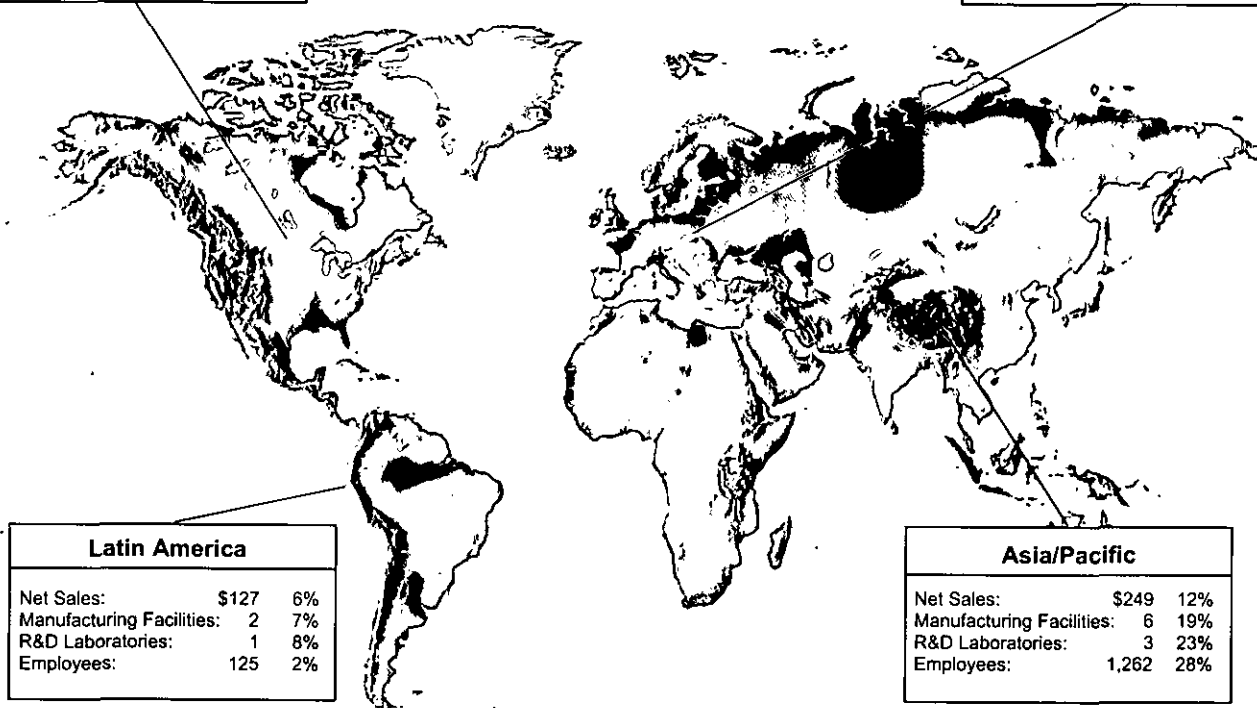 Latin America
Net Sales: $127 6%
Manufacturing Facilities: 2 7%
R&D Laboratories: 1 8%
Employees: 125 2%
Asia/Pacific
Net Sales: $249 12%
Manufacturing Facilities: 6 19%
R&D Laboratories: 3 23%
Employees: 1,262 28%